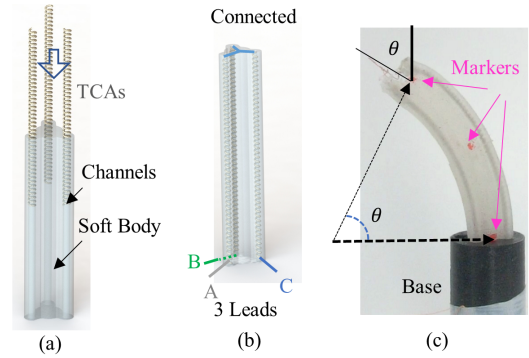 TCAs
Channels
Soft Body
(a)
Connected
B
A
C
3 Leads
(b)
θ
Markers
θ
Base
(c)